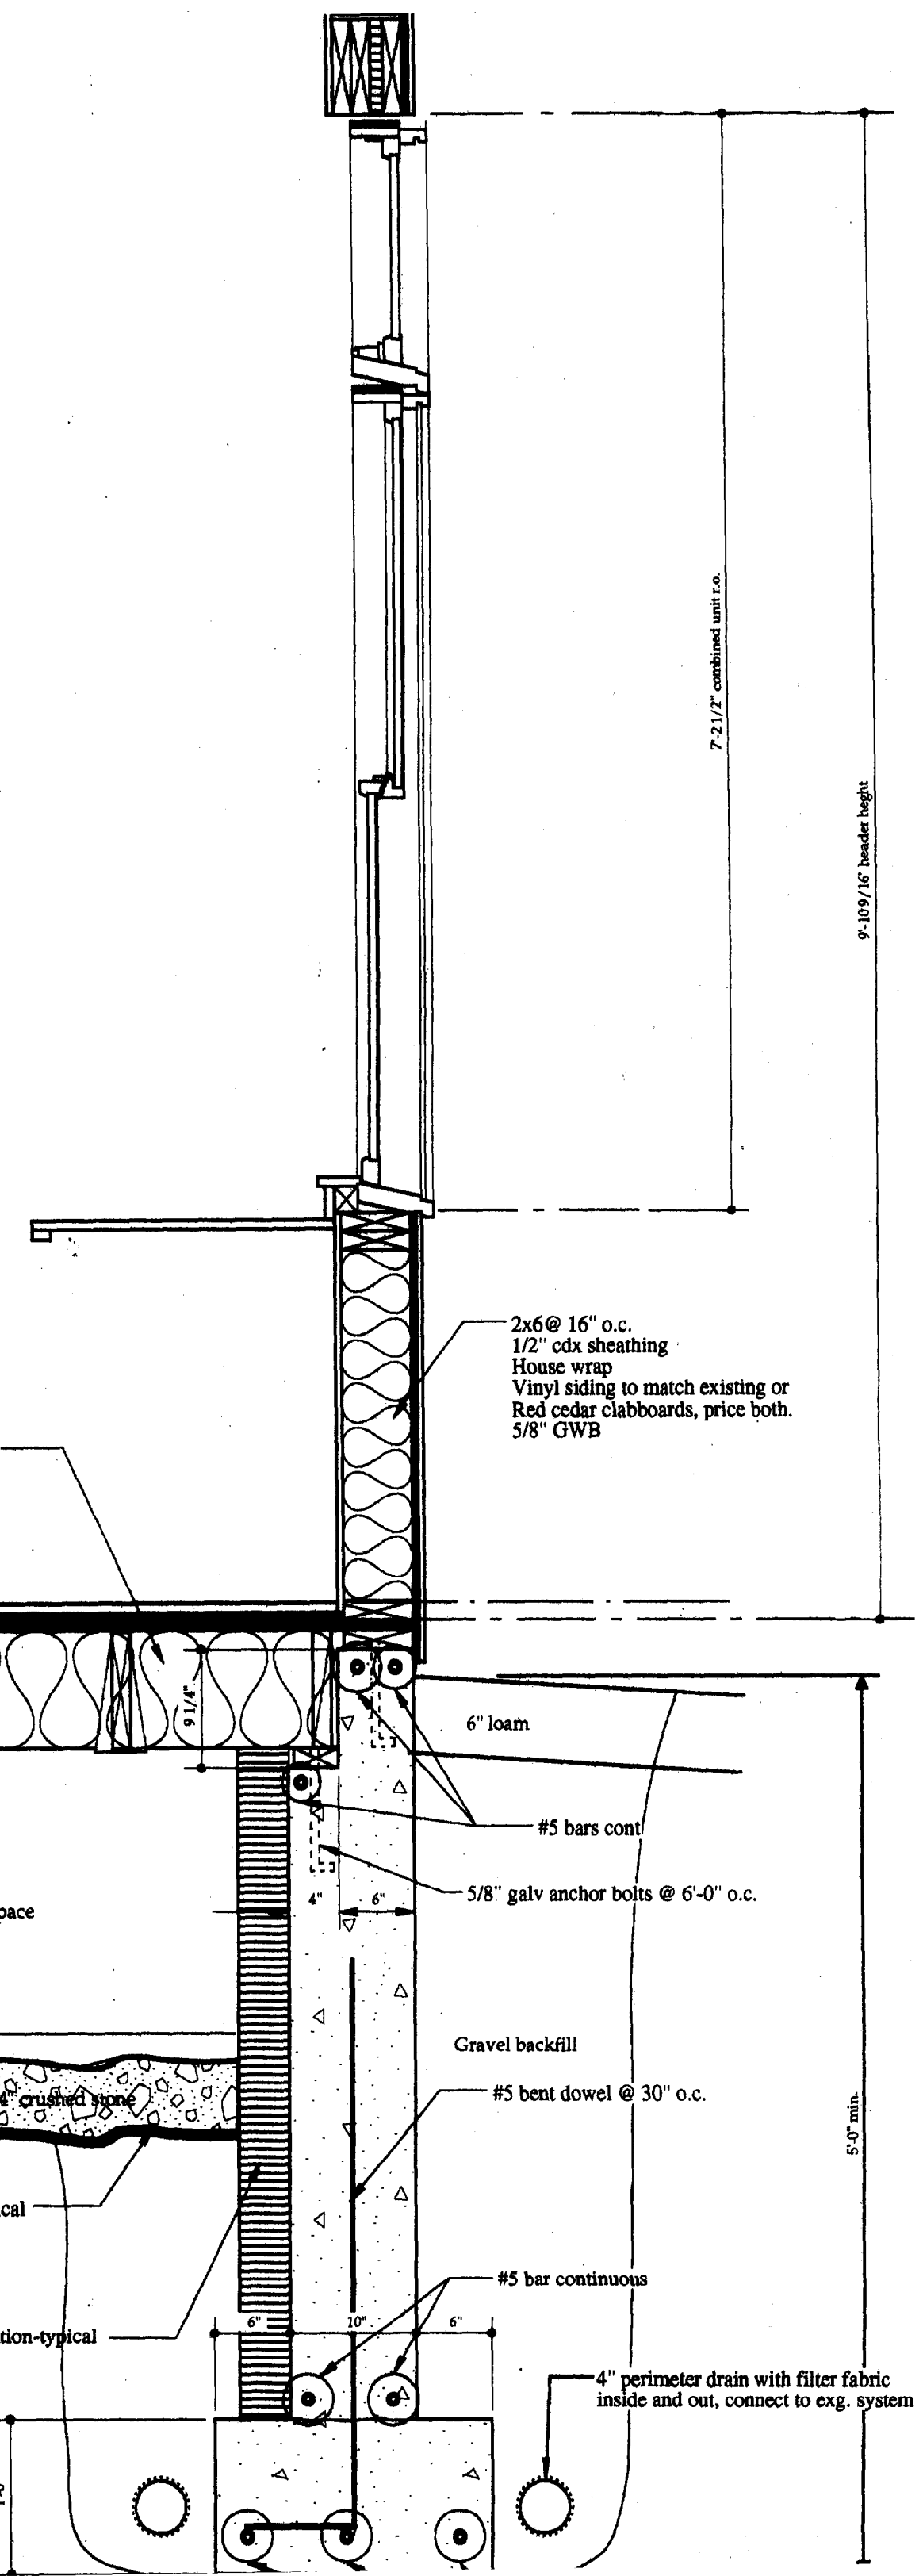 7'-2 1/2" combined unit r.o.
9'-10 9/16" header heght
2x6@ 16" o.c.
1/2" cdx sheathing
House wrap
Vinyl siding to match existing or
Red cedar clabboards, price both.
5/8" GWB
9 1/4"
6" loam
#5 bars cont
5/8" galv anchor bolts @ 6'-0" o.c.
4"
6"
Gravel backfill
#5 bent dowel @ 30" o.c.
4" crushed stone
5'-0" min.
#5 bar continuous
6"
10"
6"
tion-typical
4" perimeter drain with filter fabric
inside and out, connect to exg. system